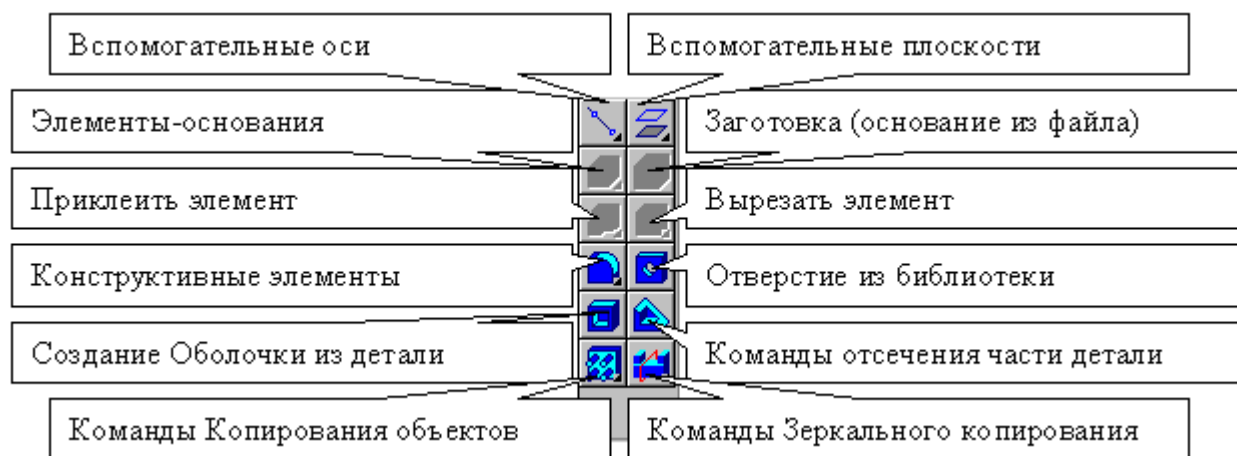 Вспомогательные оси
Вспомогательные плоскости
Элементы-основания
Заготовка (основание из файла)
Приклеить элемент
Вырезать элемент
Конструктивные элементы
Отверстие из библиотеки
Создание Оболочки из детали
Команды отсечения части детали
Команды Копирования объектов
Команды Зеркального копирования